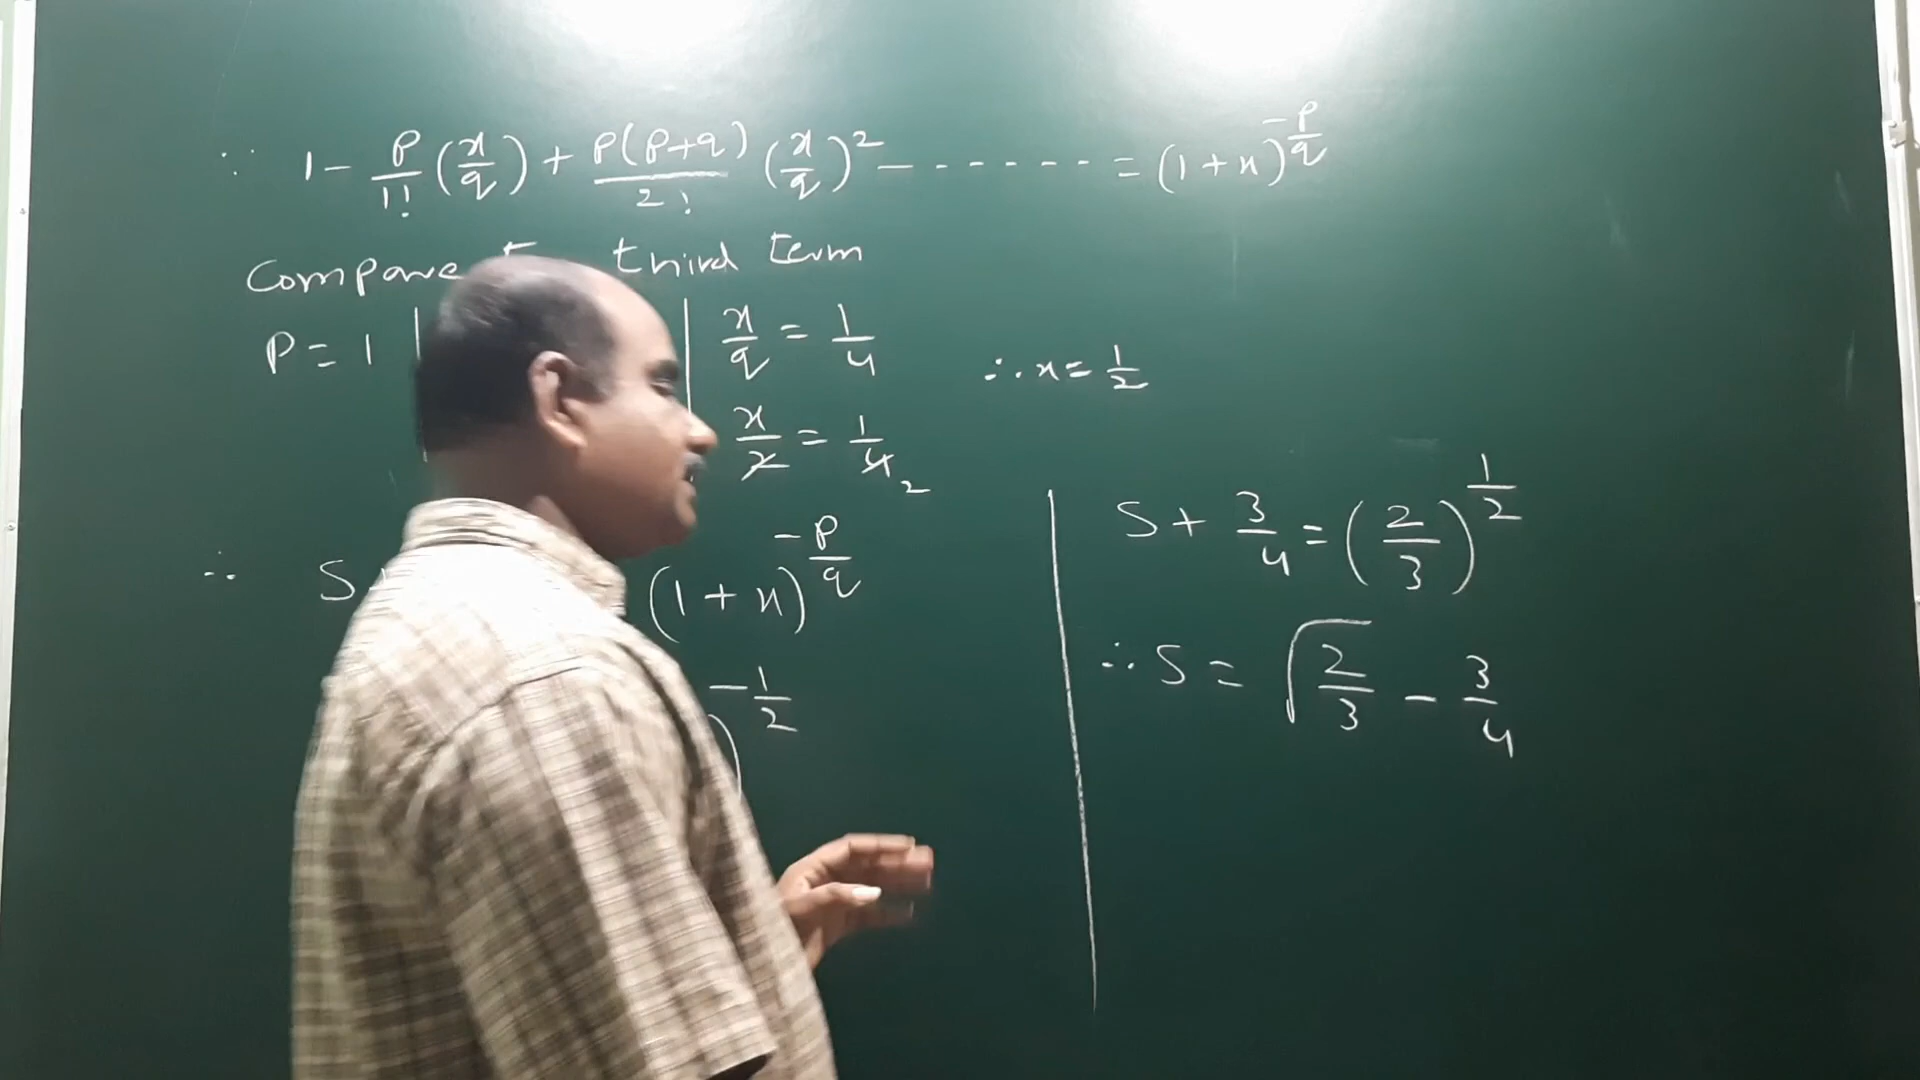 ∵ 1 - p/1! (x/q) + p(p+q)/2! (x/q)² - - - - - - - = (1 + x)^(-p/q)
Compare third term
P = 1 | | x/q = 1/4 ∴ x = 1/2
x/2 = 1/4 2
∴ S (1 + x)^(-p/q)
) -1/2
S + 3/4 = (2/3)^(1/2)
∴ S = √(2/3) - 3/4